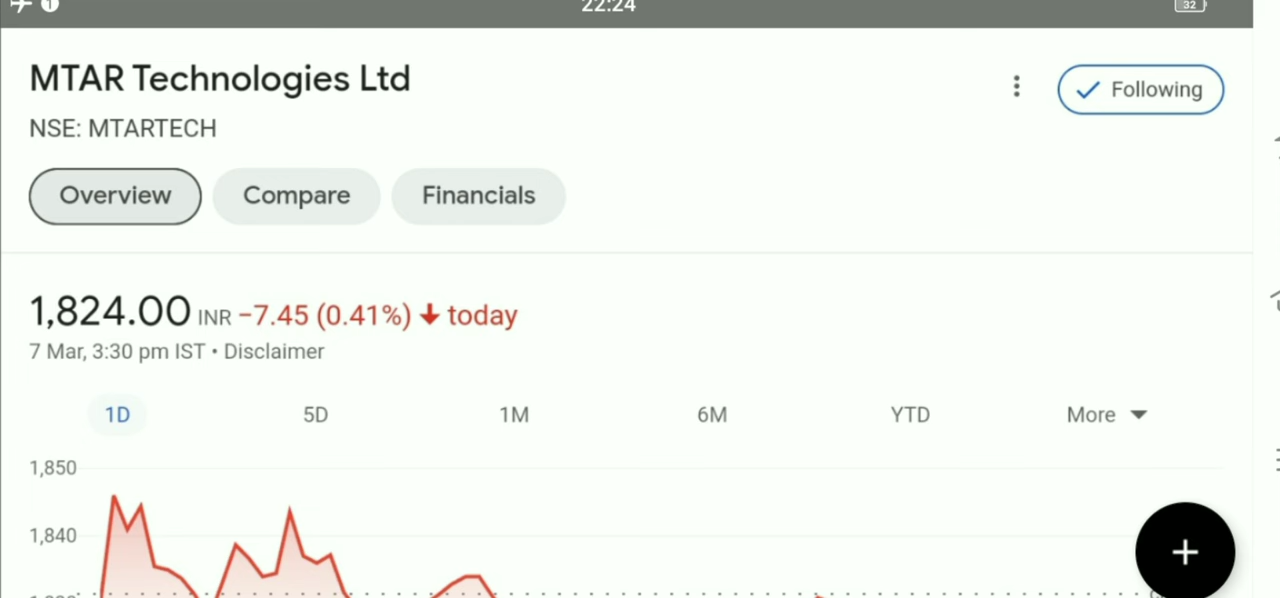 22:24
32
MTAR Technologies Ltd
Following
NSE: MTARTECH
Overview Compare Financials
1,824.00 INR −7.45 (0.41%) today
7 Mar, 3:30 pm IST • Disclaimer
1D 5D 1M 6M YTD More
1,850
1,840